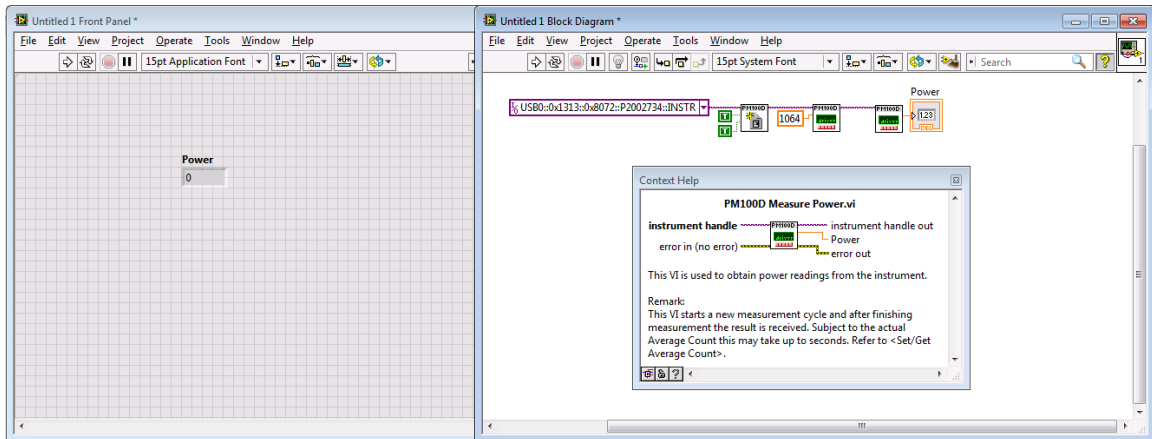 Untitled 1 Front Panel *
File Edit View Project Operate Tools Window Help
15pt Application Font
Power
0
Untitled 1 Block Diagram *
File Edit View Project Operate Tools Window Help
15pt System Font
Search
?
1
USB0::0x1313::0x8072::P2002734::INSTR
T
T
PM100D
1064
PM100D
PM100D
Power
1.23
Context Help
PM100D Measure Power.vi
instrument handle
PM100D
instrument handle out
Power
error in (no error)
error out
This VI is used to obtain power readings from the instrument.
Remark:
This VI starts a new measurement cycle and after finishing
measurement the result is received. Subject to the actual
Average Count this may take up to seconds. Refer to <Set/Get
Average Count>.
?